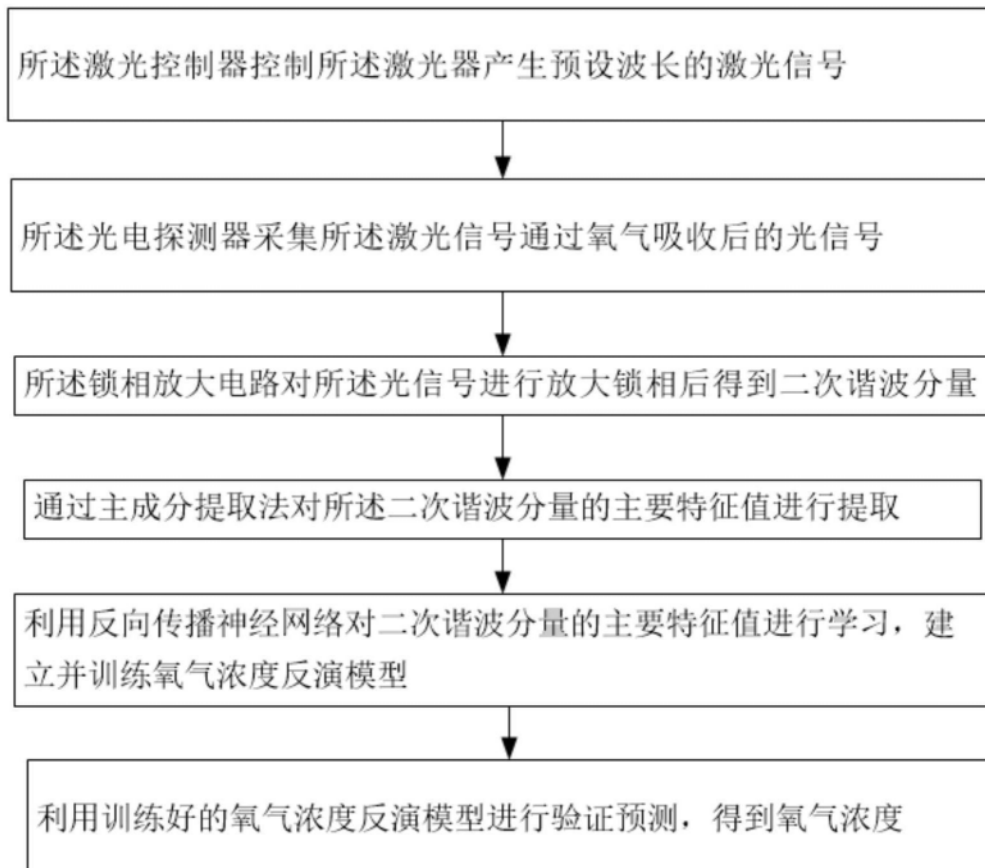 所述激光控制器控制所述激光器产生预设波长的激光信号
所述光电探测器采集所述激光信号通过氧气吸收后的光信号
所述锁相放大电路对所述光信号进行放大锁相后得到二次谐波分量
通过主成分提取法对所述二次谐波分量的主要特征值进行提取
利用反向传播神经网络对二次谐波分量的主要特征值进行学习，建
立并训练氧气浓度反演模型
利用训练好的氧气浓度反演模型进行验证预测，得到氧气浓度